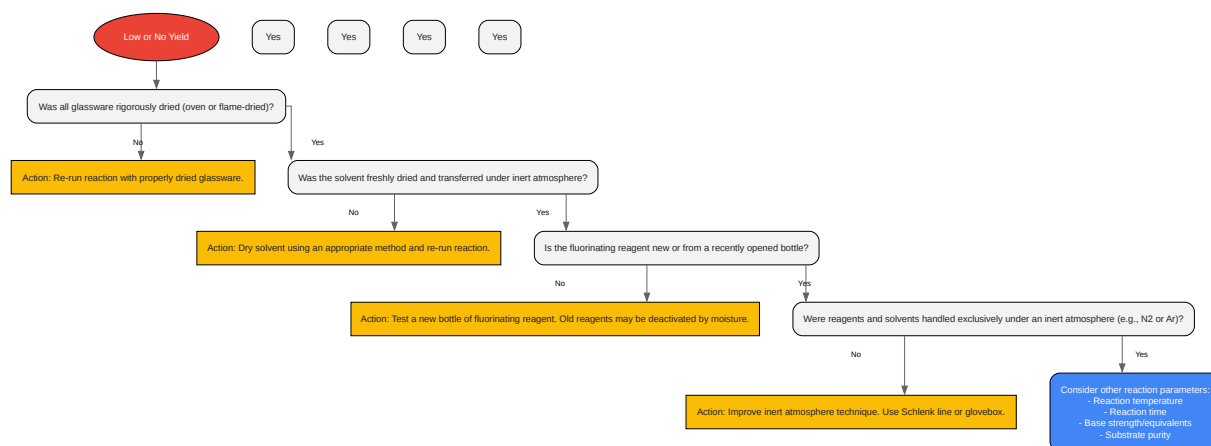 Low or No Yield
Yes
Yes
Yes
Yes
Was all glassware rigorously dried (oven or flame-dried)?
No
Yes
Action: Re-run reaction with properly dried glassware.
Was the solvent freshly dried and transferred under inert atmosphere?
No
Yes
Action: Dry solvent using an appropriate method and re-run reaction.
Is the fluorinating reagent new or from a recently opened bottle?
No
Yes
Action: Test a new bottle of fluorinating reagent. Old reagents may be deactivated by moisture.
Were reagents and solvents handled exclusively under an inert atmosphere (e.g., N2 or Ar)?
No
Yes
Action: Improve inert atmosphere technique. Use Schlenk line or glovebox.
Consider other reaction parameters:
- Reaction temperature
- Reaction time
- Base strength/equivalents
- Substrate purity